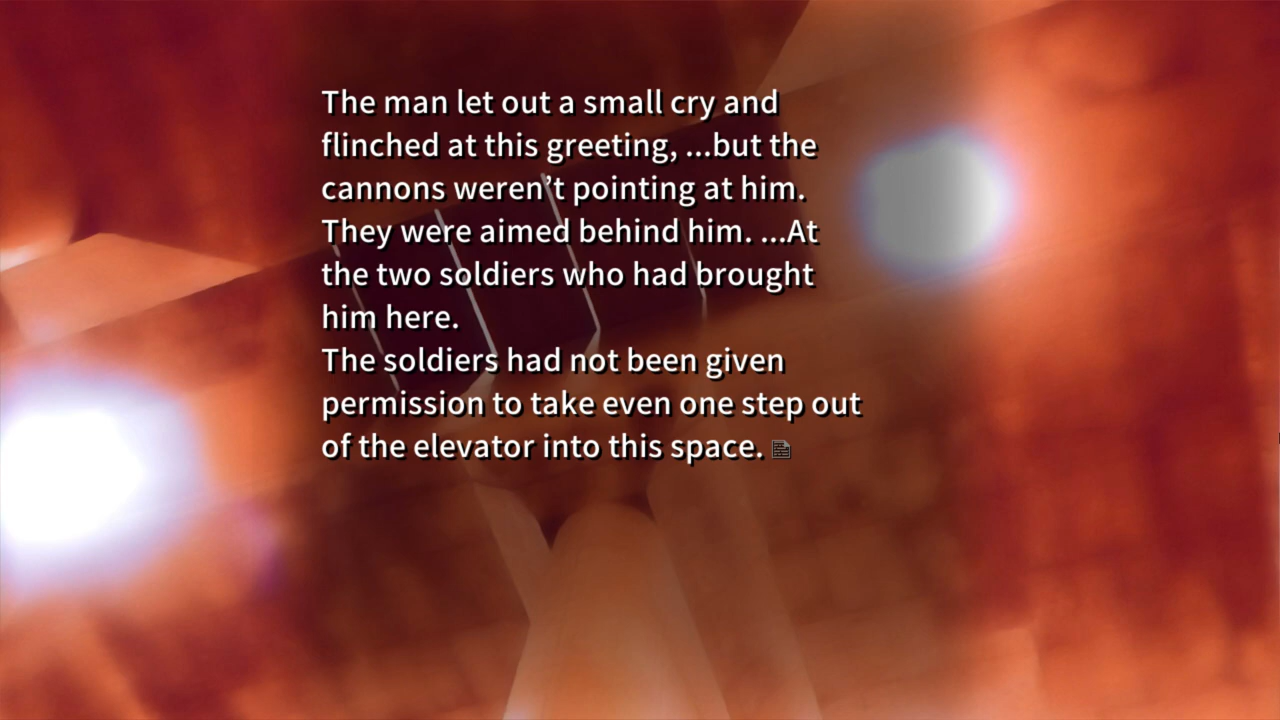 The man let out a small cry and
flinched at this greeting, ...but the
cannons weren’t pointing at him.
They were aimed behind him. ...At
the two soldiers who had brought
him here.
The soldiers had not been given
permission to take even one step out
of the elevator into this space.